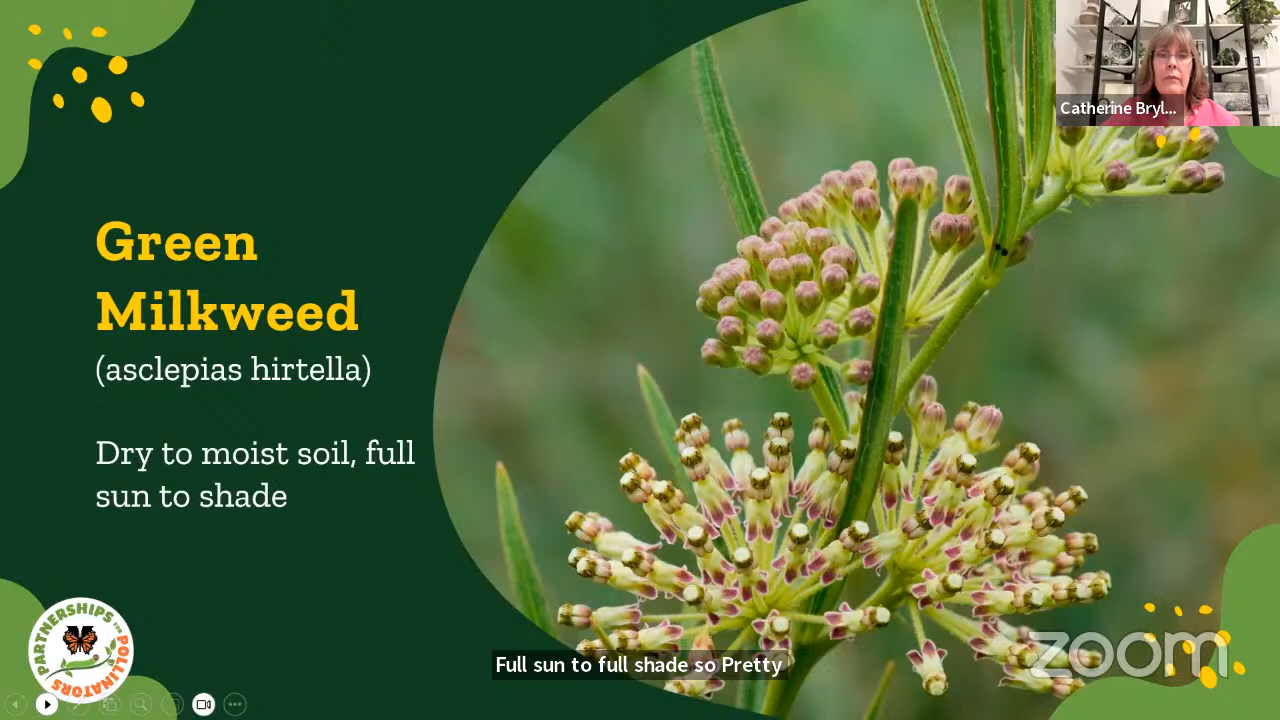 Catherine Bryl...
Green
Milkweed
(asclepias hirtella)
Dry to moist soil, full
sun to shade
PARTNERSHIPS FOR POLLINATORS
Full sun to full shade so Pretty
zoom